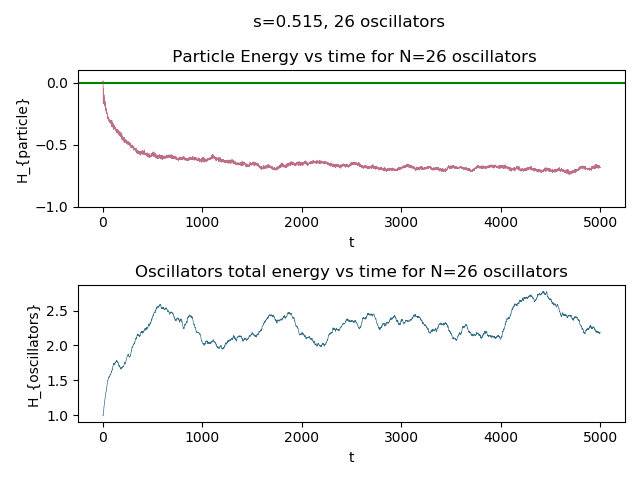 s=0.515, 26 oscillators
Particle Energy vs time for N=26 oscillators
H_{particle}
0.0
−0.5
−1.0
0 1000 2000 3000 4000 5000
t
Oscillators total energy vs time for N=26 oscillators
H_{oscillators}
2.5
2.0
1.5
1.0
0 1000 2000 3000 4000 5000
t